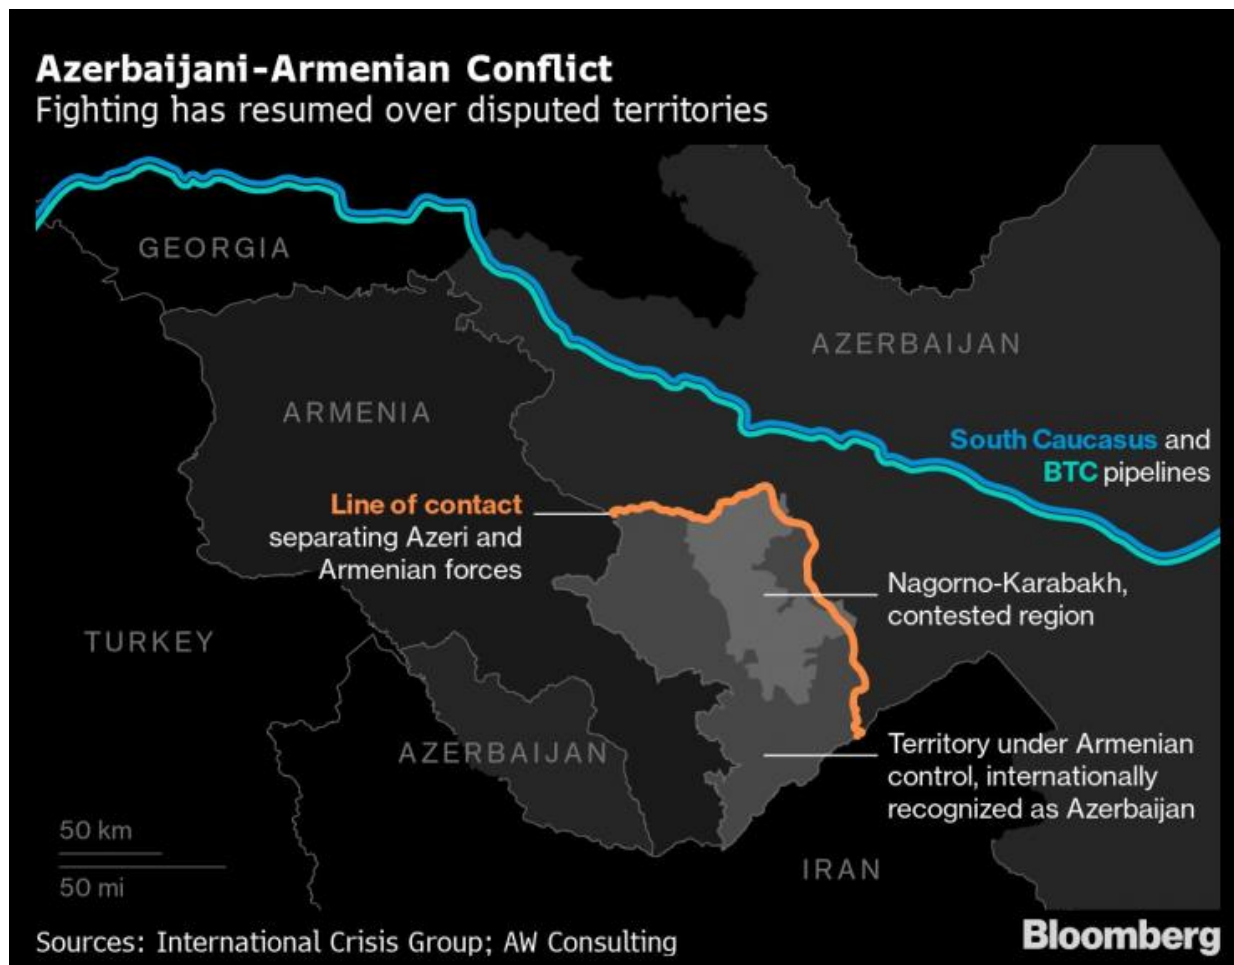 Azerbaijani-Armenian Conflict
Fighting has resumed over disputed territories
GEORGIA
AZERBAIJAN
ARMENIA
South Caucasus and
BTC pipelines
Line of contact
separating Azeri and
Armenian forces
Nagorno-Karabakh,
contested region
TURKEY
AZERBAIJAN
Territory under Armenian
control, internationally
recognized as Azerbaijan
50 km
50 mi
IRAN
Sources: International Crisis Group; AW Consulting
Bloomberg